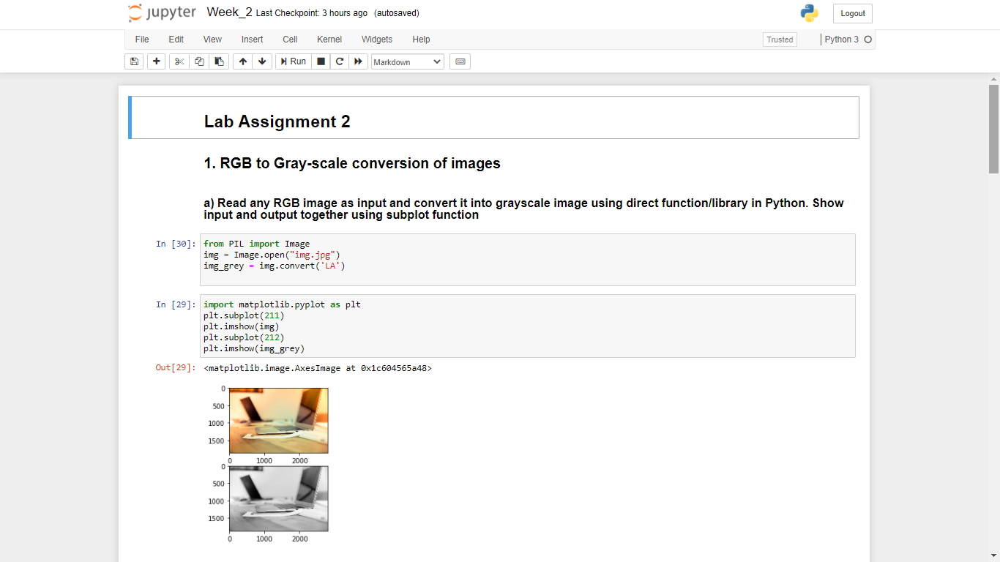 jupyter Week_2 Last Checkpoint: 3 hours ago (autosaved) Logout
File Edit View Insert Cell Kernel Widgets Help Trusted Python 3
Run Markdown
Lab Assignment 2
1. RGB to Gray-scale conversion of images
a) Read any RGB image as input and convert it into grayscale image using direct function/library in Python. Show
input and output together using subplot function
In [30]: from PIL import Image
img = Image.open("img.jpg")
img_grey = img.convert('LA')
In [29]: import matplotlib.pyplot as plt
plt.subplot(211)
plt.imshow(img)
plt.subplot(212)
plt.imshow(img_grey)
Out[29]: <matplotlib.image.AxesImage at 0x1c604565a48>
0
500
1000
1500
0 1000 2000
0
500
1000
1500
0 1000 2000